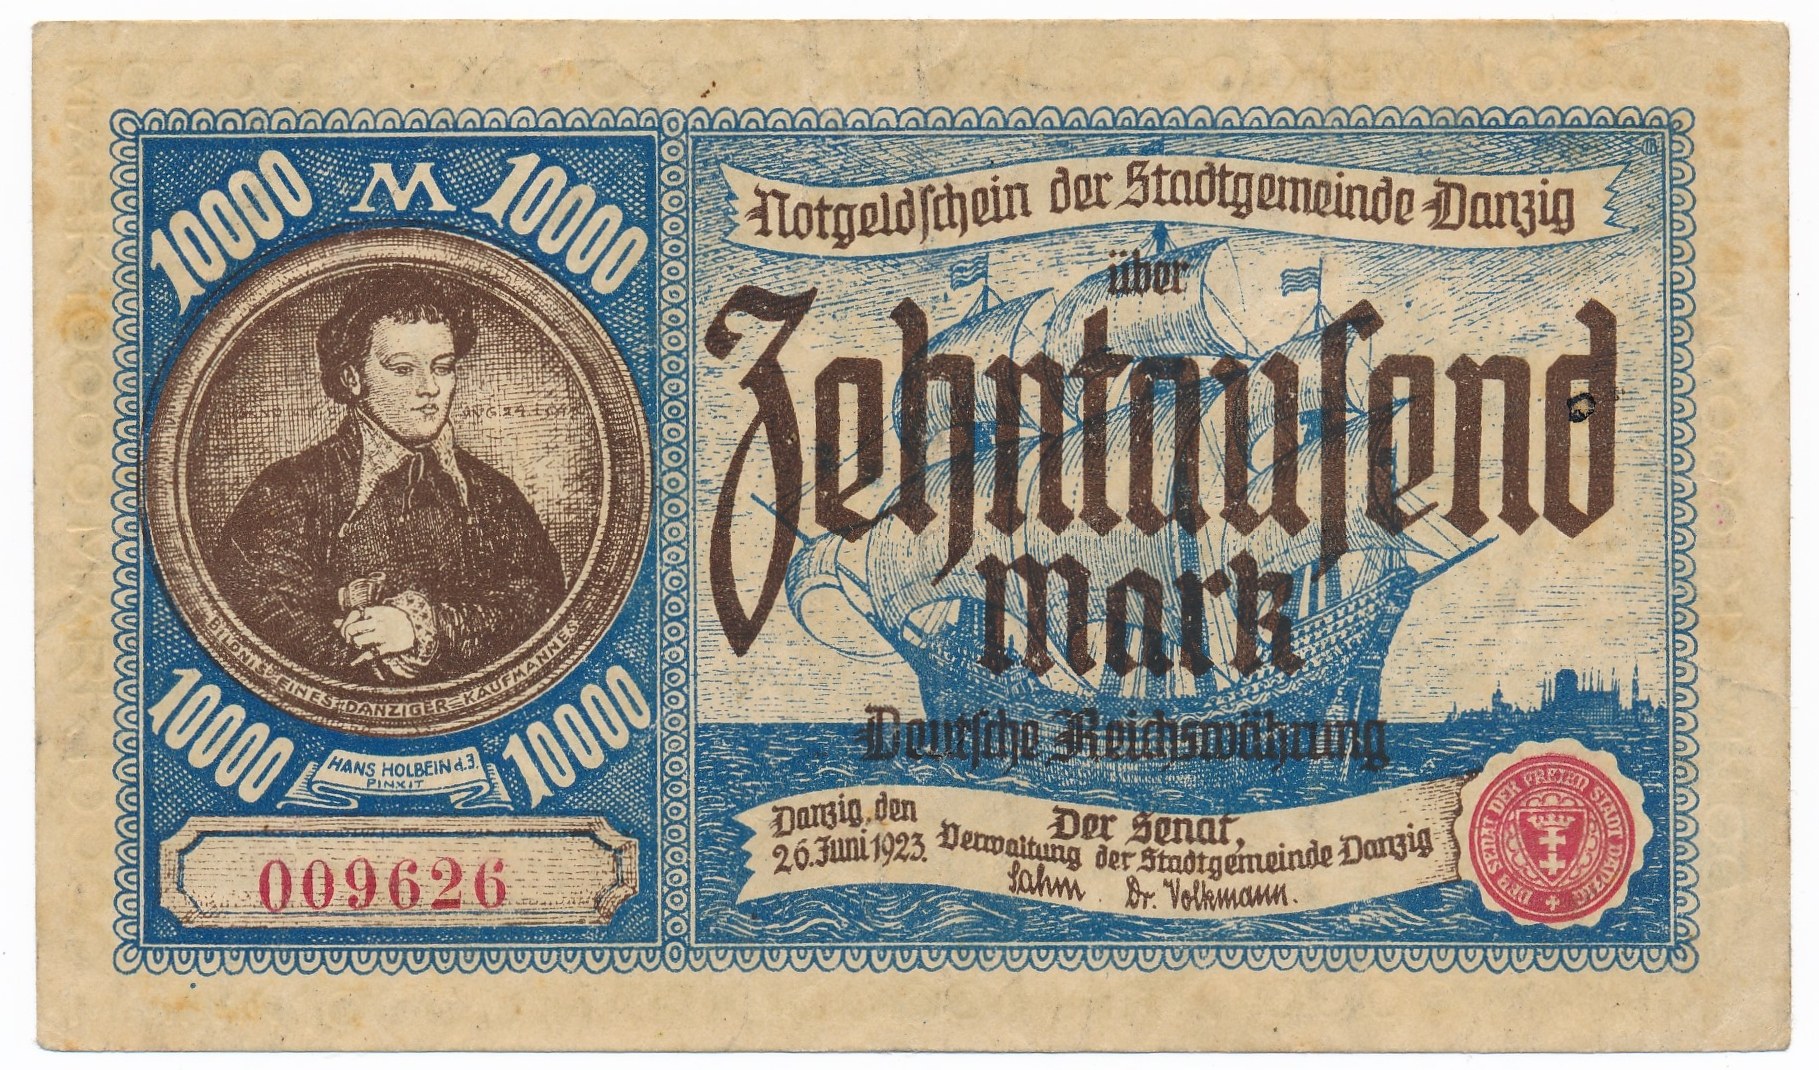 10000 M 10000
BILDNIS EINES DANZIGER KAUFMANNES
10000 10000
HANS HOLBEIN d.J.
PINXIT
009626
Notgeldschein der Stadtgemeinde Danzig
über
Zehntausend
Mark
Deutsche Reichswährung
Danzig, den
26. Juni 1923.
Der Senat,
Verwaltung der Stadtgemeinde Danzig
Sahm. Dr. Volkmann.
DER SENAT DER FREIEN STADT DANZIG